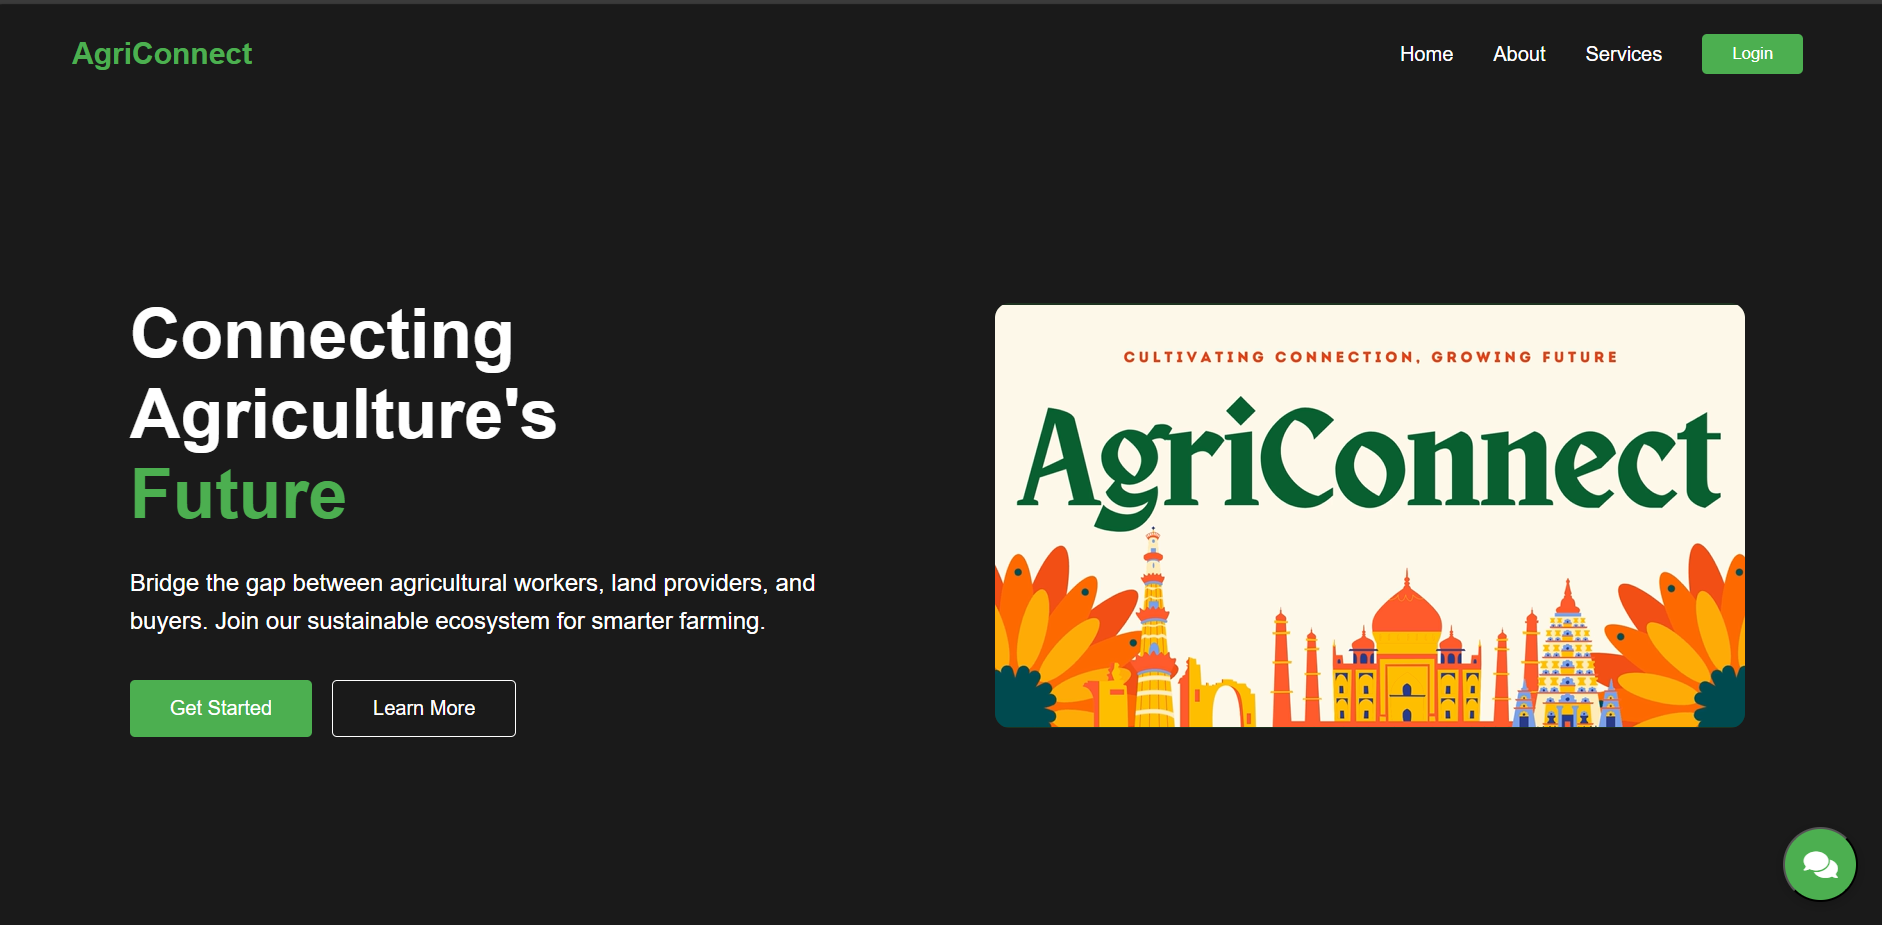 AgriConnect
Home About Services Login
Connecting
Agriculture's
Future
Bridge the gap between agricultural workers, land providers, and
buyers. Join our sustainable ecosystem for smarter farming.
Get Started Learn More
CULTIVATING CONNECTION, GROWING FUTURE
AgriConnect